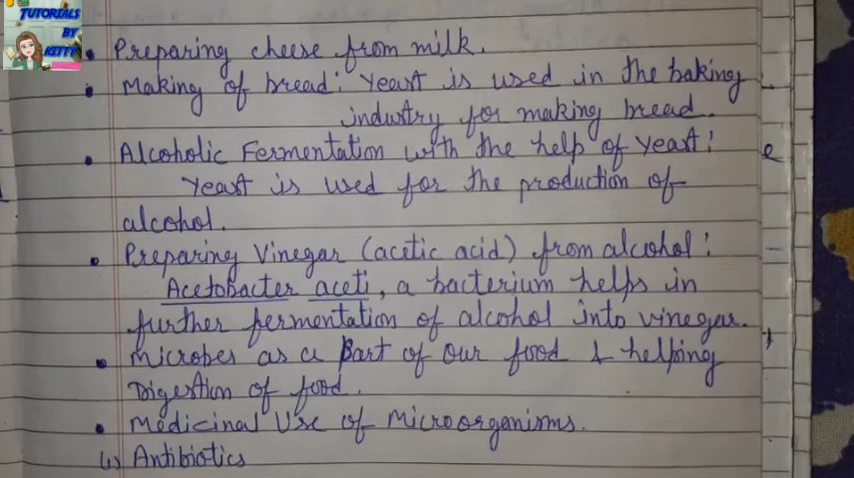 TUTORIALS
BY
KITTY
• Preparing cheese from milk.
• Making of bread: Yeast is used in the baking
industry for making bread.
• Alcoholic Fermentation with the help of Yeast:
Yeast is used for the production of
alcohol.
• Preparing Vinegar (acetic acid) from alcohol:
Acetobacter aceti, a bacterium helps in
further fermentation of alcohol into vinegar.
• Microbes as a Part of Our food & helping
Digestion of food.
• Medicinal Use of Microorganisms.
(i) Antibiotics